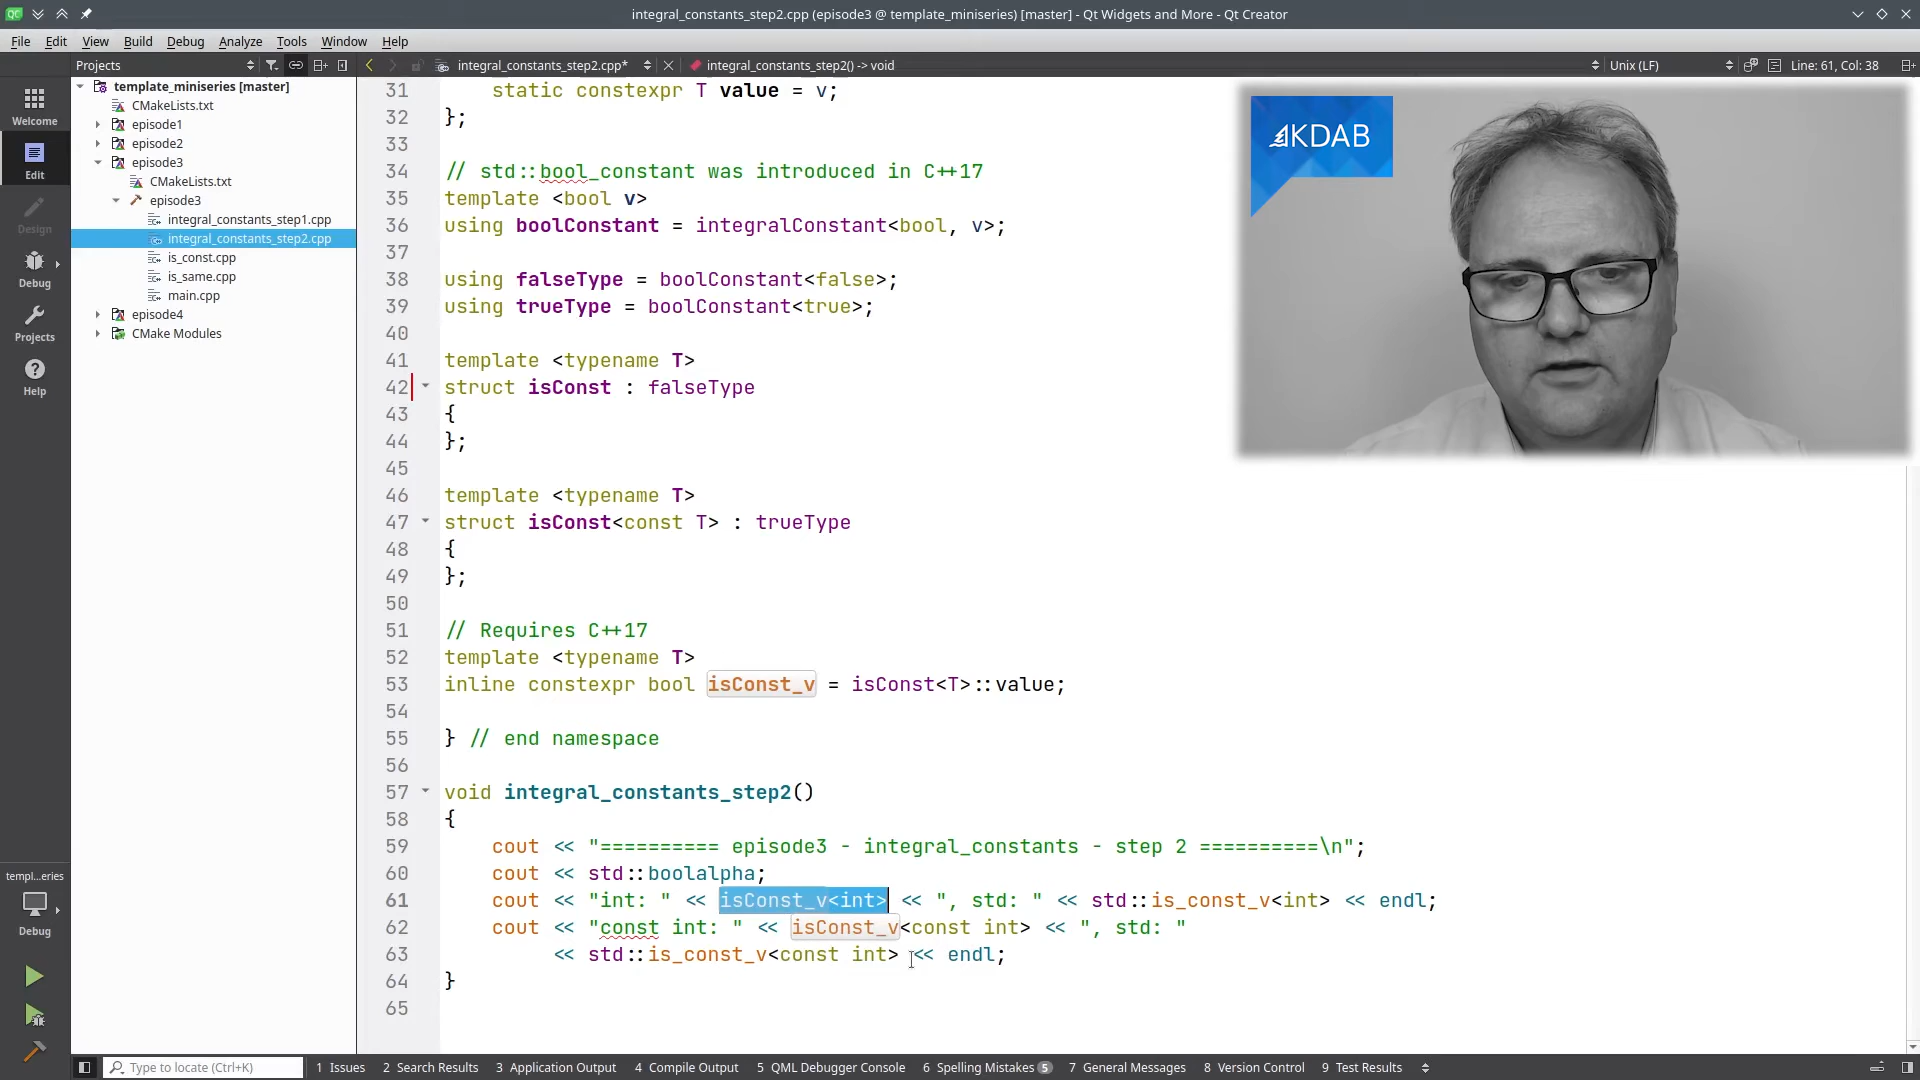 integral_constants_step2.cpp (episode3 @ template_miniseries) [master] - Qt Widgets and More - Qt Creator
File Edit View Build Debug Analyze Tools Window Help
Projects
integral_constants_step2.cpp*
integral_constants_step2() -> void
Unix (LF)
Line: 61, Col: 38
Welcome
Edit
Design
Debug
Projects
Help
templ...eries
Debug
template_miniseries [master]
CMakeLists.txt
episode1
episode2
episode3
CMakeLists.txt
episode3
integral_constants_step1.cpp
integral_constants_step2.cpp
is_const.cpp
is_same.cpp
main.cpp
episode4
CMake Modules
31 static constexpr T value = v;
32 };
33
34 // std::bool_constant was introduced in C++17
35 template <bool v>
36 using boolConstant = integralConstant<bool, v>;
37
38 using falseType = boolConstant<false>;
39 using trueType = boolConstant<true>;
40
41 template <typename T>
42 struct isConst : falseType
43 {
44 };
45
46 template <typename T>
47 struct isConst<const T> : trueType
48 {
49 };
50
51 // Requires C++17
52 template <typename T>
53 inline constexpr bool isConst_v = isConst<T>::value;
54
55 } // end namespace
56
57 void integral_constants_step2()
58 {
59 cout << "========== episode3 - integral_constants - step 2 ==========\n";
60 cout << std::boolalpha;
61 cout << "int: " << isConst_v<int> << ", std: " << std::is_const_v<int> << endl;
62 cout << "const int: " << isConst_v<const int> << ", std: "
63 << std::is_const_v<const int> << endl;
64 }
65
KDAB
Type to locate (Ctrl+K)
1 Issues
2 Search Results
3 Application Output
4 Compile Output
5 QML Debugger Console
6 Spelling Mistakes 5
7 General Messages
8 Version Control
9 Test Results